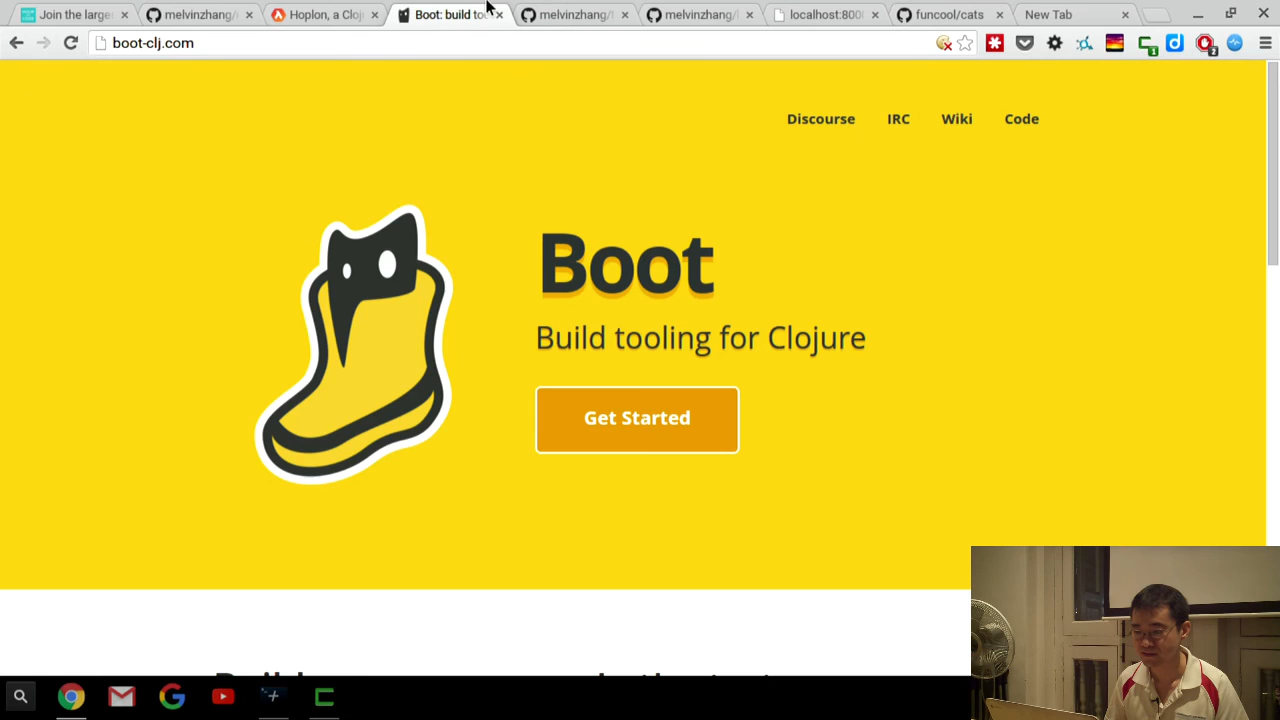 Join the larger
melvinzhang/
Hoplon, a Cloj
Boot: build to
melvinzhang/
melvinzhang/
localhost:800
funcool/cats
New Tab
boot-clj.com
Discourse
IRC
Wiki
Code
Boot
Build tooling for Clojure
Get Started